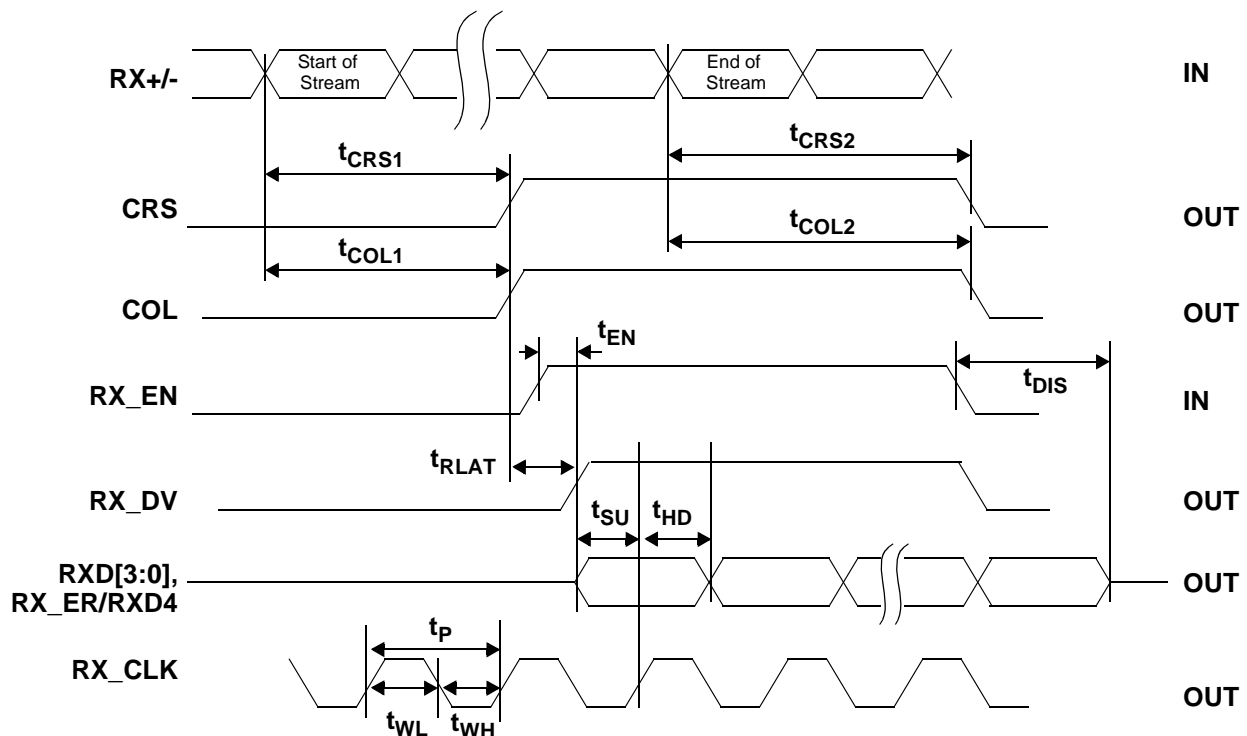 RX+/-
Start of
Stream
End of
Stream
IN
tCRS1
tCRS2
CRS
OUT
tCOL1
tCOL2
COL
OUT
tEN
RX_EN
tDIS
IN
tRLAT
RX_DV
OUT
tSU
tHD
RXD[3:0],
RX_ER/RXD4
OUT
tP
RX_CLK
OUT
tWL
tWH